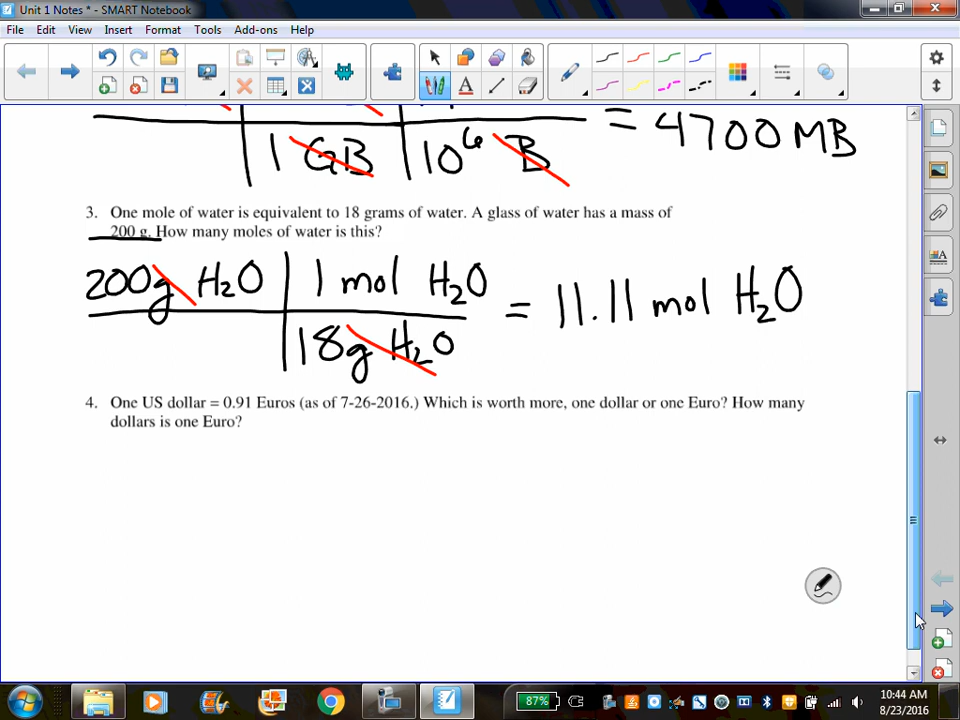 Unit 1 Notes * - SMART Notebook
File Edit View Insert Format Tools Add-ons Help
= 4700 MB
1 GB 10⁶ B
3. One mole of water is equivalent to 18 grams of water. A glass of water has a mass of
200 g. How many moles of water is this?
200g H₂O 1 mol H₂O
= 11.11 mol H₂O
18g H₂O
4. One US dollar = 0.91 Euros (as of 7-26-2016.) Which is worth more, one dollar or one Euro? How many
dollars is one Euro?
87%
10:44 AM
8/23/2016